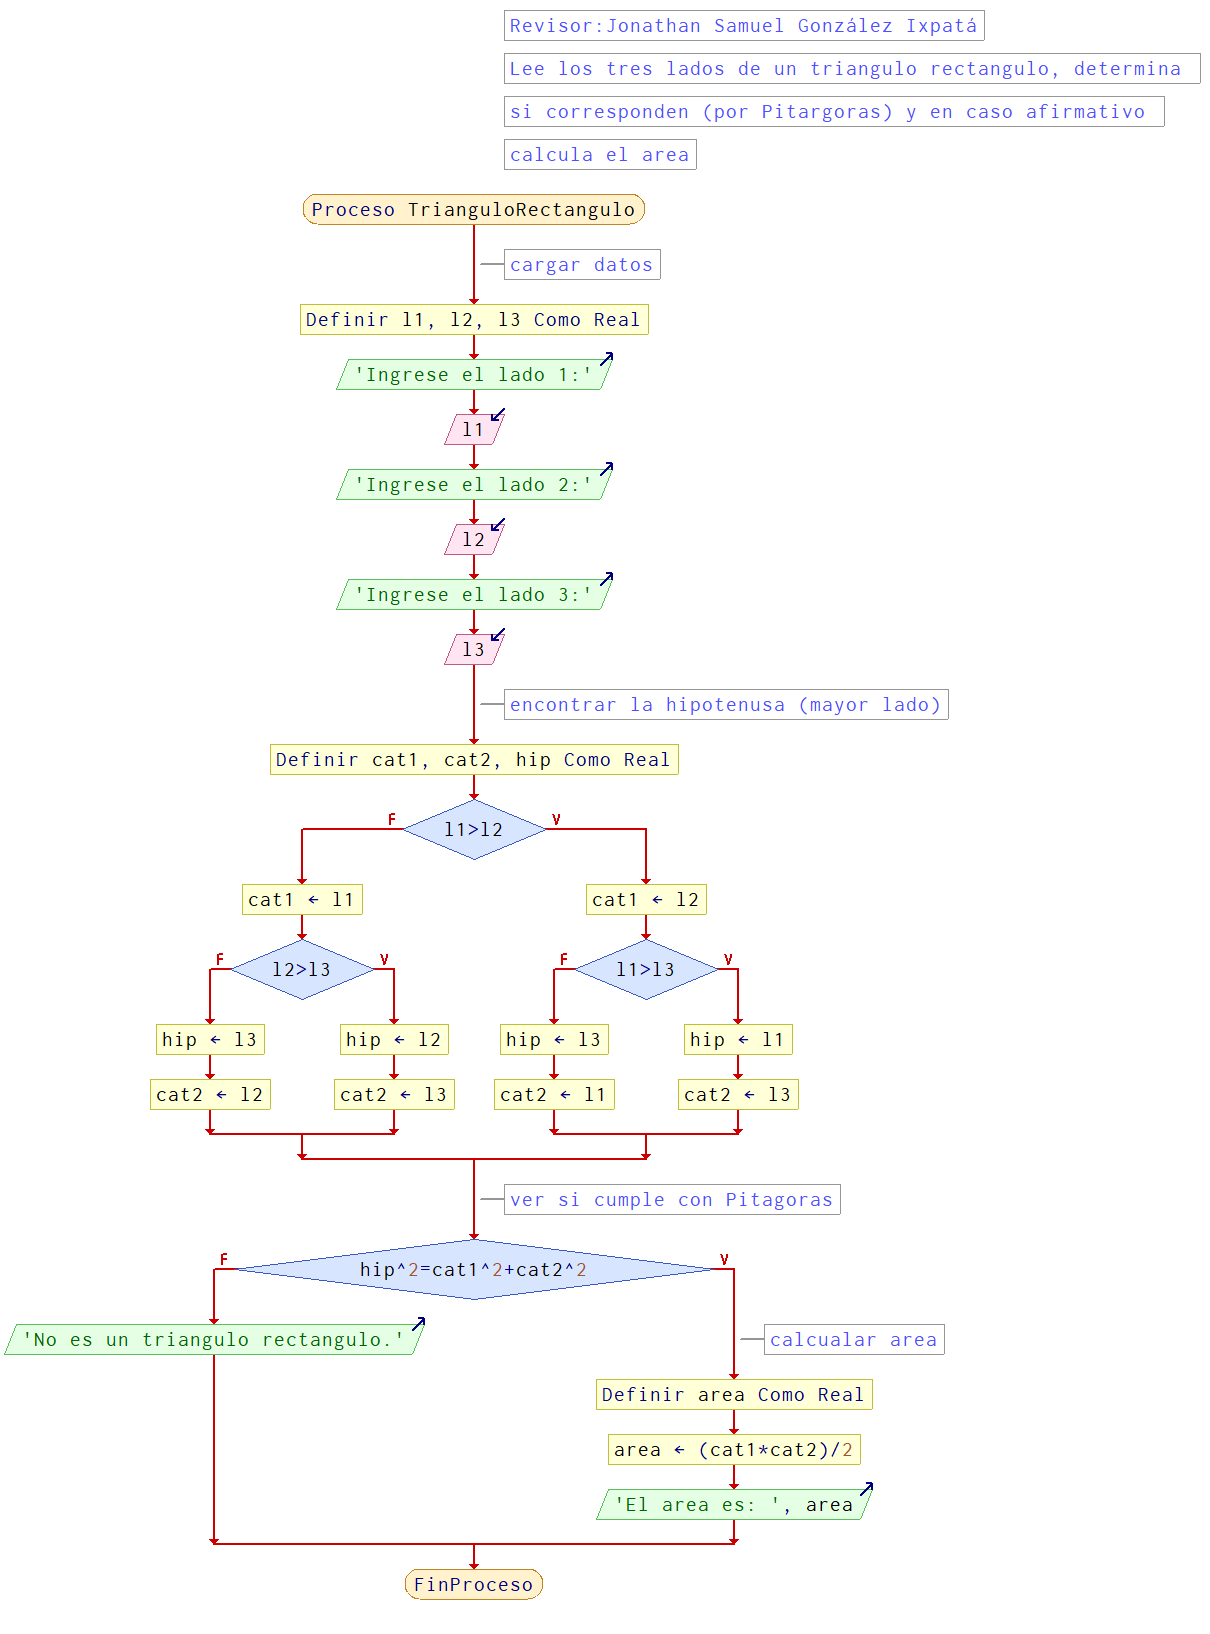 Revisor:Jonathan Samuel González Ixpatá
Lee los tres lados de un triangulo rectangulo, determina
si corresponden (por Pitargoras) y en caso afirmativo
calcula el area
Proceso TrianguloRectangulo
cargar datos
Definir l1, l2, l3 Como Real
'Ingrese el lado 1:'
l1
'Ingrese el lado 2:'
l2
'Ingrese el lado 3:'
l3
encontrar la hipotenusa (mayor lado)
Definir cat1, cat2, hip Como Real
F V
l1>l2
cat1 ← l1 cat1 ← l2
F V F V
l2>l3 l1>l3
hip ← l3 hip ← l2 hip ← l3 hip ← l1
cat2 ← l2 cat2 ← l3 cat2 ← l1 cat2 ← l3
ver si cumple con Pitagoras
F V
hip^2=cat1^2+cat2^2
'No es un triangulo rectangulo.' calcualar area
Definir area Como Real
area ← (cat1*cat2)/2
'El area es: ', area
FinProceso